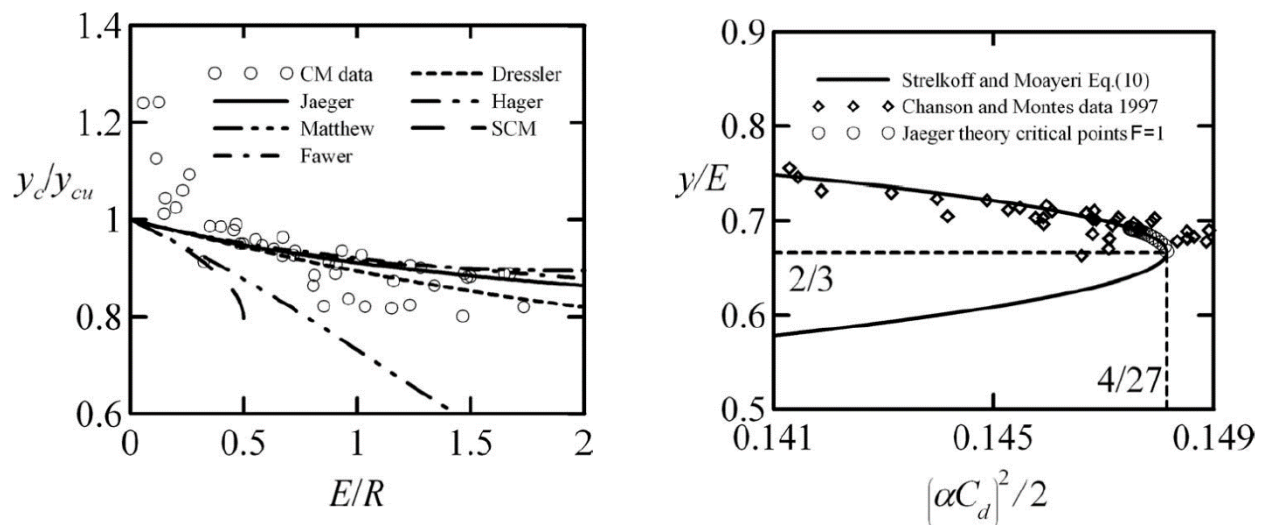 1.4
CM data
Dressler
Jaeger
Hager
Matthew
SCM
Fawer
1.2
y_c/y_cu
1
0.8
0.6
0 0.5 1 1.5 2
E/R
0.9
Strelkoff and Moayeri Eq.(10)
Chanson and Montes data 1997
Jaeger theory critical points F=1
0.8
y/E
0.7
2/3
0.6
4/27
0.5
0.141 0.145 0.149
(αC_d)²/2